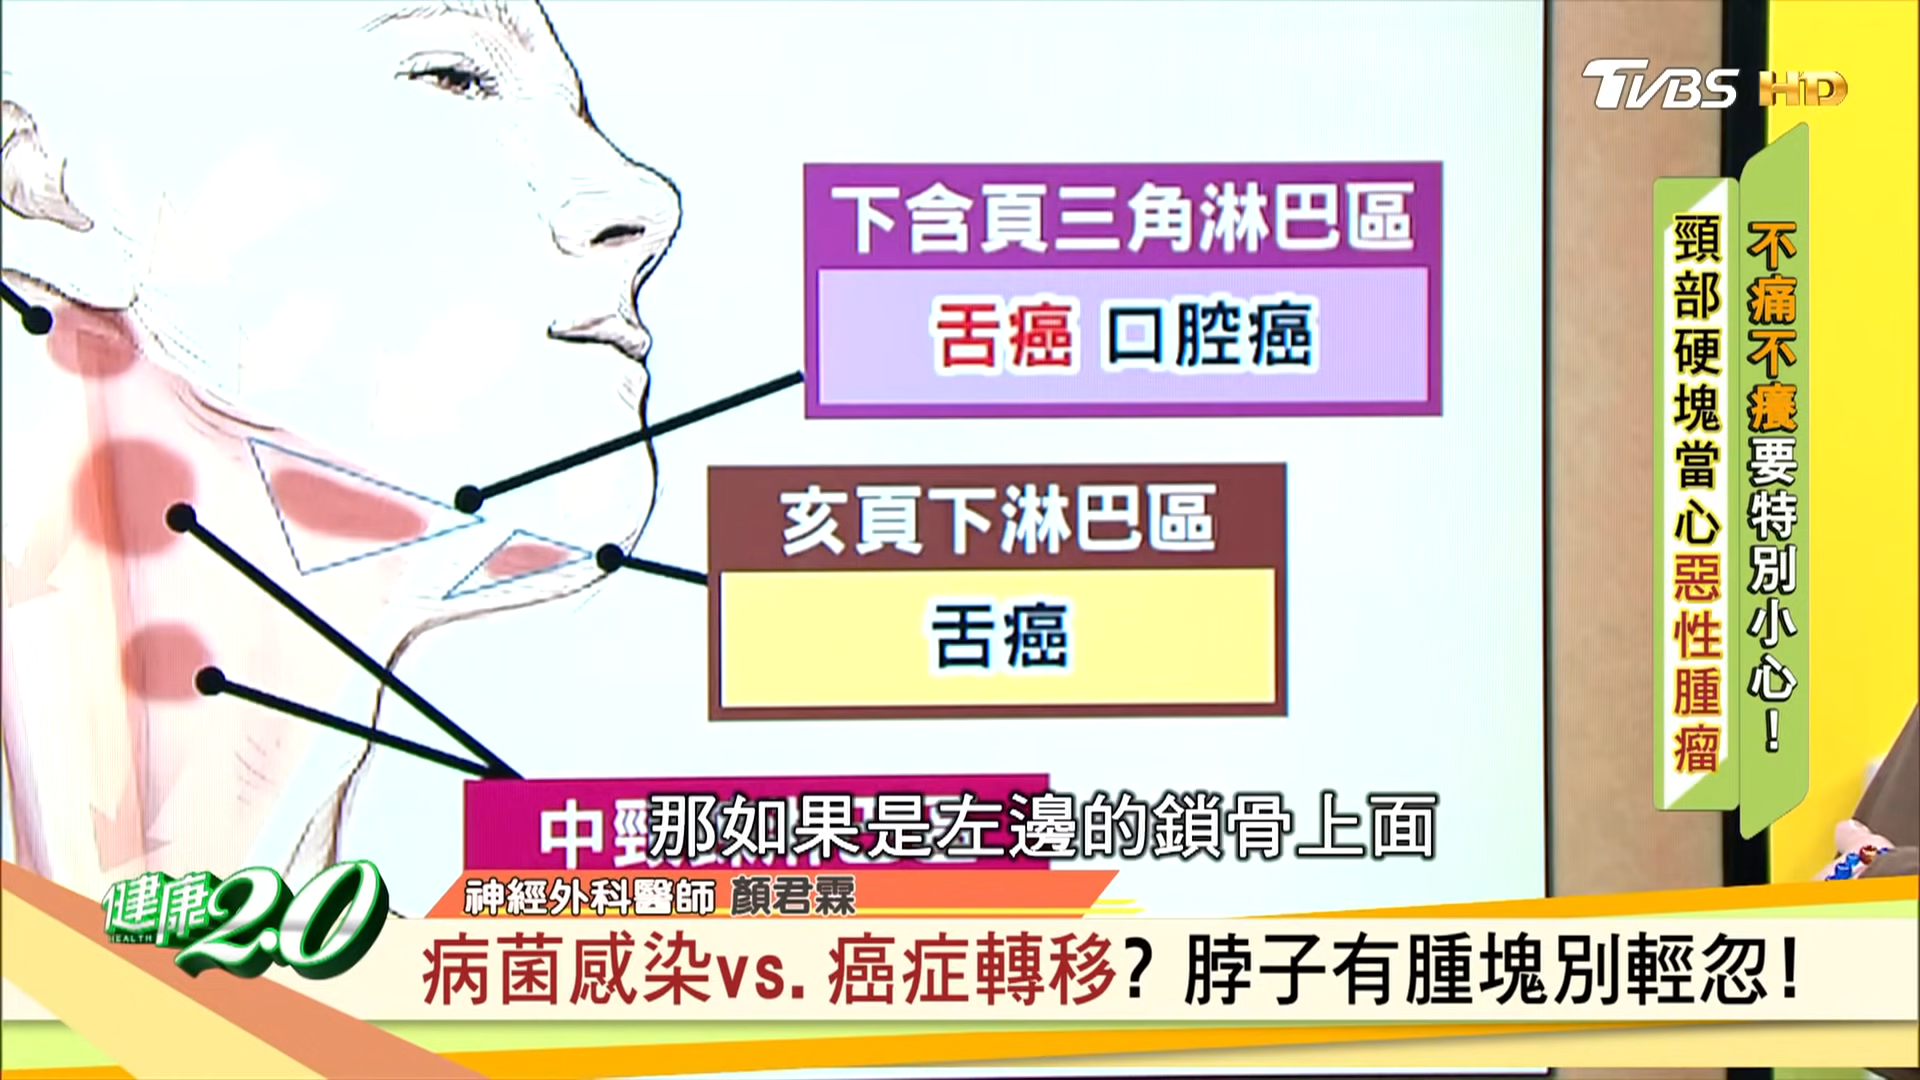 TVBS HD
不痛不癢要特別小心！
頸部硬塊當心惡性腫瘤
下含頁三角淋巴區
舌癌 口腔癌
亥頁下淋巴區
舌癌
中頸
那如果是左邊的鎖骨上面
健康2.0
HEALTH
神經外科醫師 顏君霖
病菌感染vs.癌症轉移? 脖子有腫塊別輕忽!